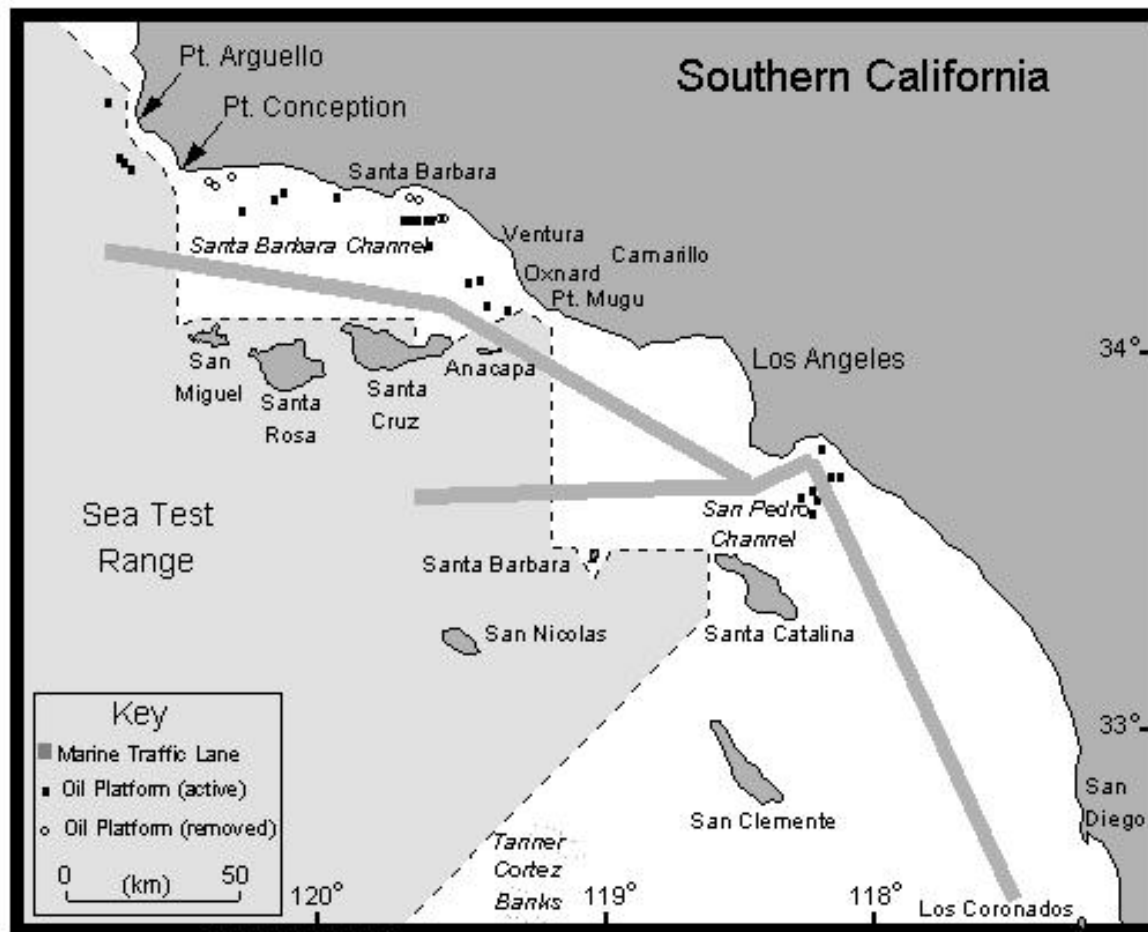 Southern California
Pt. Arguello
Pt. Conception
Santa Barbara
Santa Barbara Channel
Ventura
Camarillo
Oxnard
Pt. Mugu
San
Miguel
Santa
Rosa
Santa
Cruz
Anacapa
Los Angeles
34°
Sea Test
Range
San Pedro
Channel
Santa Barbara
San Nicolas
Santa Catalina
33°
San
Diego
San Clemente
Tanner
Cortez
Banks
Key
Marine Traffic Lane
Oil Platform (active)
Oil Platform (removed)
0 (km) 50
120°
119°
118°
Los Coronados